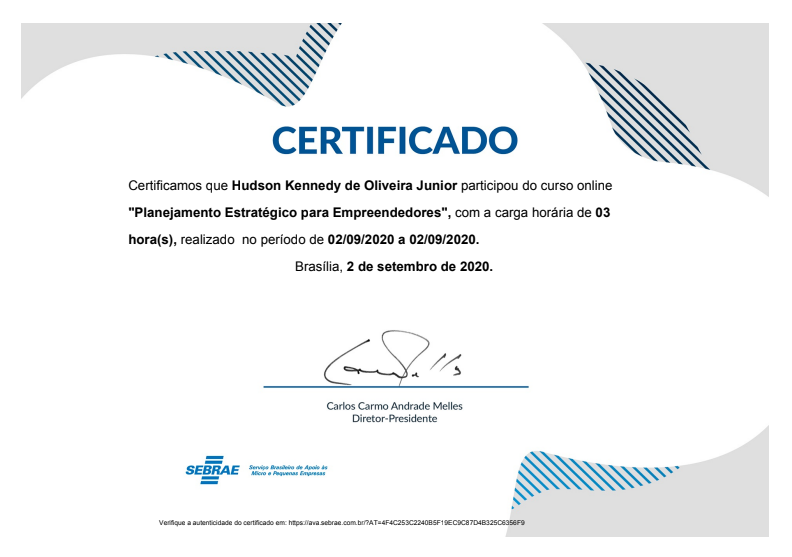 CERTIFICADO
Certificamos que Hudson Kennedy de Oliveira Junior participou do curso online
"Planejamento Estratégico para Empreendedores", com a carga horária de 03
hora(s), realizado no período de 02/09/2020 a 02/09/2020.
Brasília, 2 de setembro de 2020.
Carlos Carmo Andrade Melles
Diretor-Presidente
SEBRAE
Serviço Brasileiro de Apoio às
Micro e Pequenas Empresas
Verifique a autenticidade do certificado em: https://ava.sebrae.com.br/?AT=4F4C253C2240B5F19EC9C87D4B325C6356F9